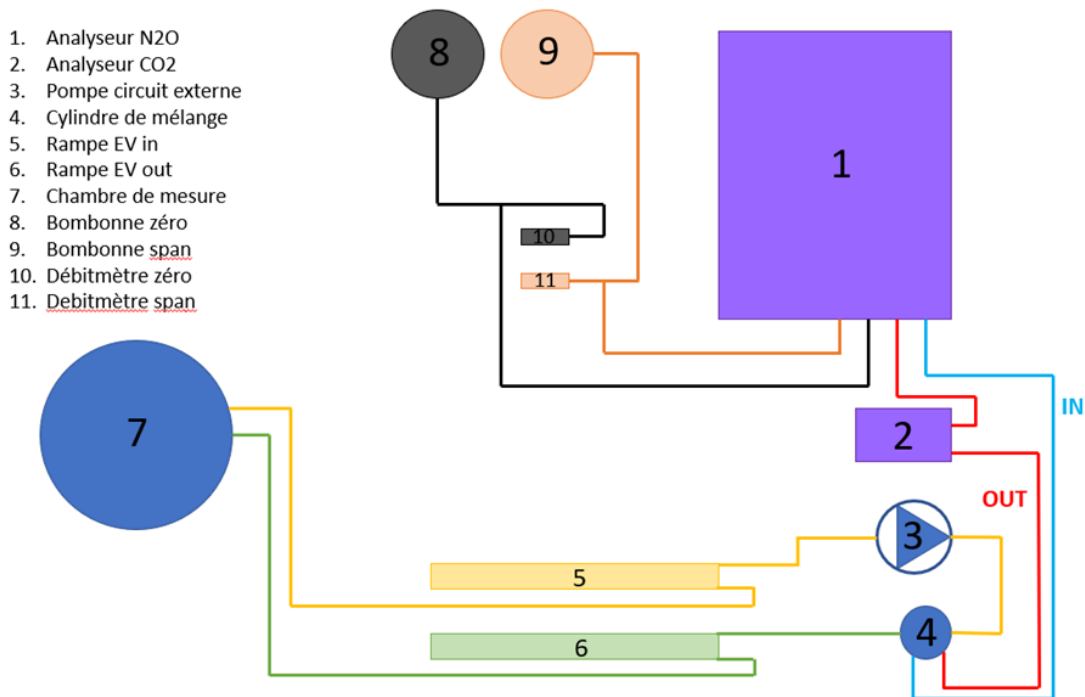 1. Analyseur N2O
2. Analyseur CO2
3. Pompe circuit externe
4. Cylindre de mélange
5. Rampe EV in
6. Rampe EV out
7. Chambre de mesure
8. Bombonne zéro
9. Bombonne span
10. Débitmètre zéro
11. Debitmètre span
8
9
1
10
11
7
2
IN
OUT
3
5
4
6